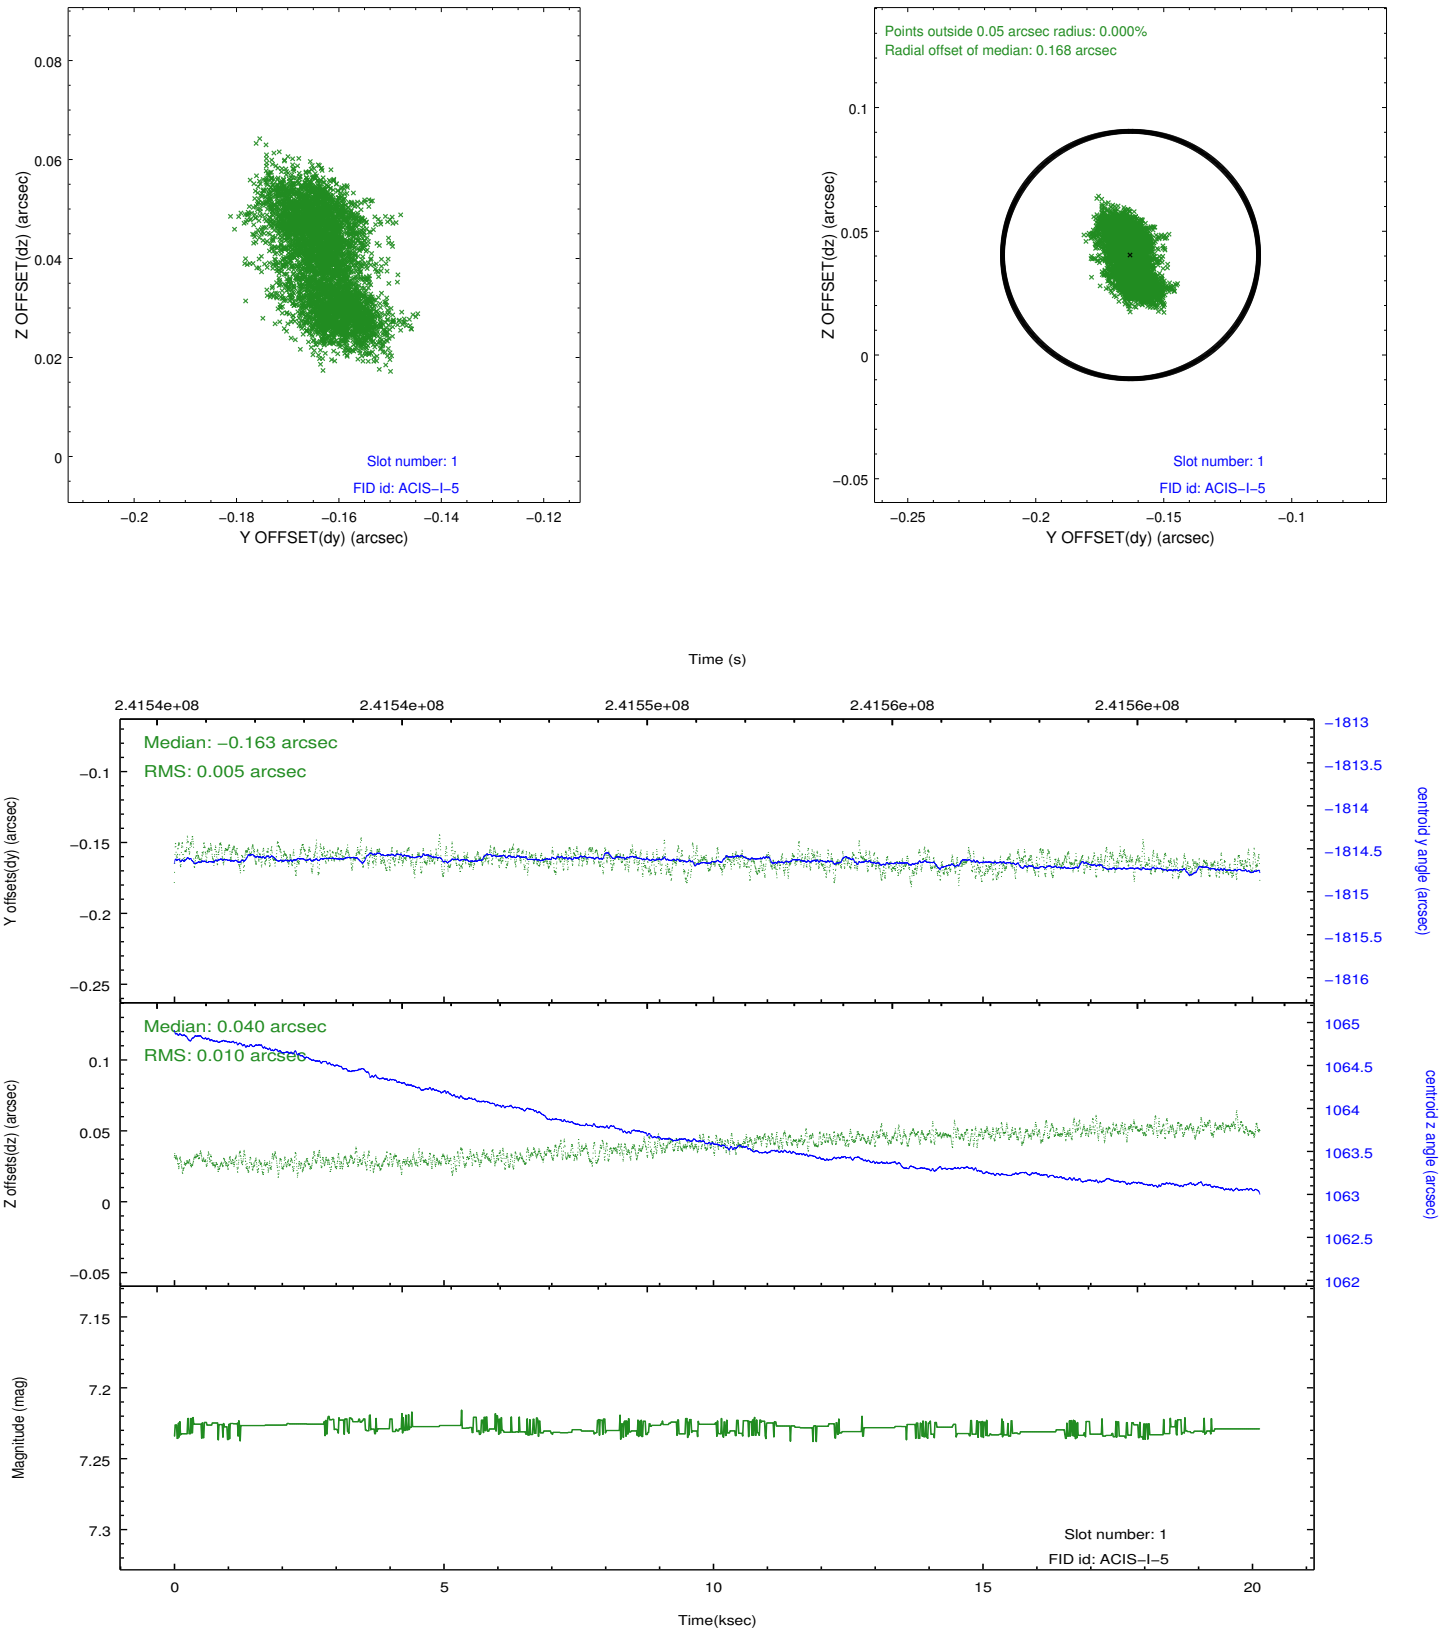 0.08
0.06
0.04
0.02
0
Z OFFSET(dz) (arcsec)
−0.2 −0.18 −0.16 −0.14 −0.12
Y OFFSET(dy) (arcsec)
Slot number: 1
FID id: ACIS−I−5
Points outside 0.05 arcsec radius: 0.000%
Radial offset of median: 0.168 arcsec
0.1
0.05
0
−0.05
Z OFFSET(dz) (arcsec)
−0.25 −0.2 −0.15 −0.1
Y OFFSET(dy) (arcsec)
Slot number: 1
FID id: ACIS−I−5
Time (s)
2.4154e+08 2.4154e+08 2.4155e+08 2.4156e+08 2.4156e+08
Median: −0.163 arcsec
RMS: 0.005 arcsec
−0.1
−0.15
−0.2
−0.25
Y offsets(dy) (arcsec)
−1813
−1813.5
−1814
−1814.5
−1815
−1815.5
−1816
centroid y angle (arcsec)
Median: 0.040 arcsec
RMS: 0.010 arcsec
0.1
0.05
0
−0.05
Z offsets(dz) (arcsec)
1065
1064.5
1064
1063.5
1063
1062.5
1062
centroid z angle (arcsec)
7.15
7.2
7.25
7.3
Magnitude (mag)
Slot number: 1
FID id: ACIS−I−5
0 5 10 15 20
Time(ksec)